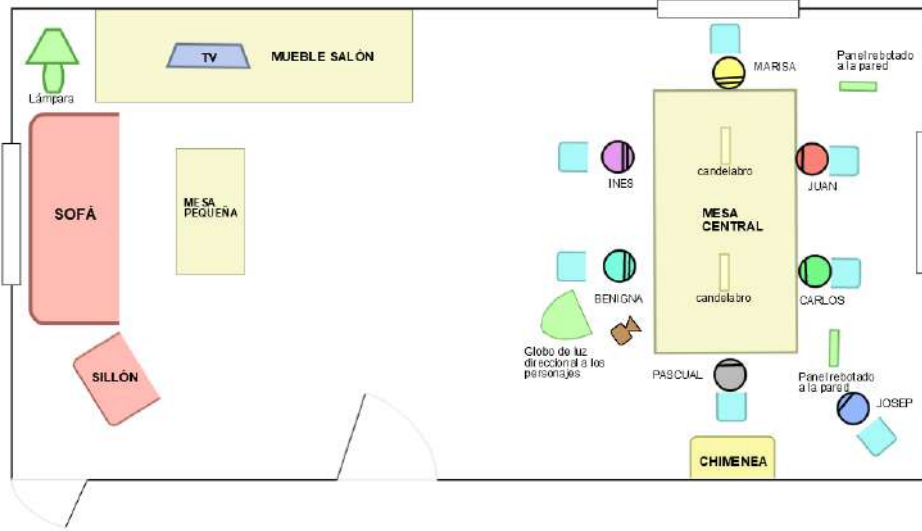 TV
MUEBLE SALÓN
Lámpara
SOFÁ
MESA
PEQUEÑA
SILLÓN
MARISA
Panel rebotado
a la pared
INES
candelabro
JUAN
MESA
CENTRAL
BENIGNA
candelabro
CARLOS
Globo de luz
direccional a los
personajes
PASCUAL
Panel rebotado
a la pared
JOSEP
CHIMENEA